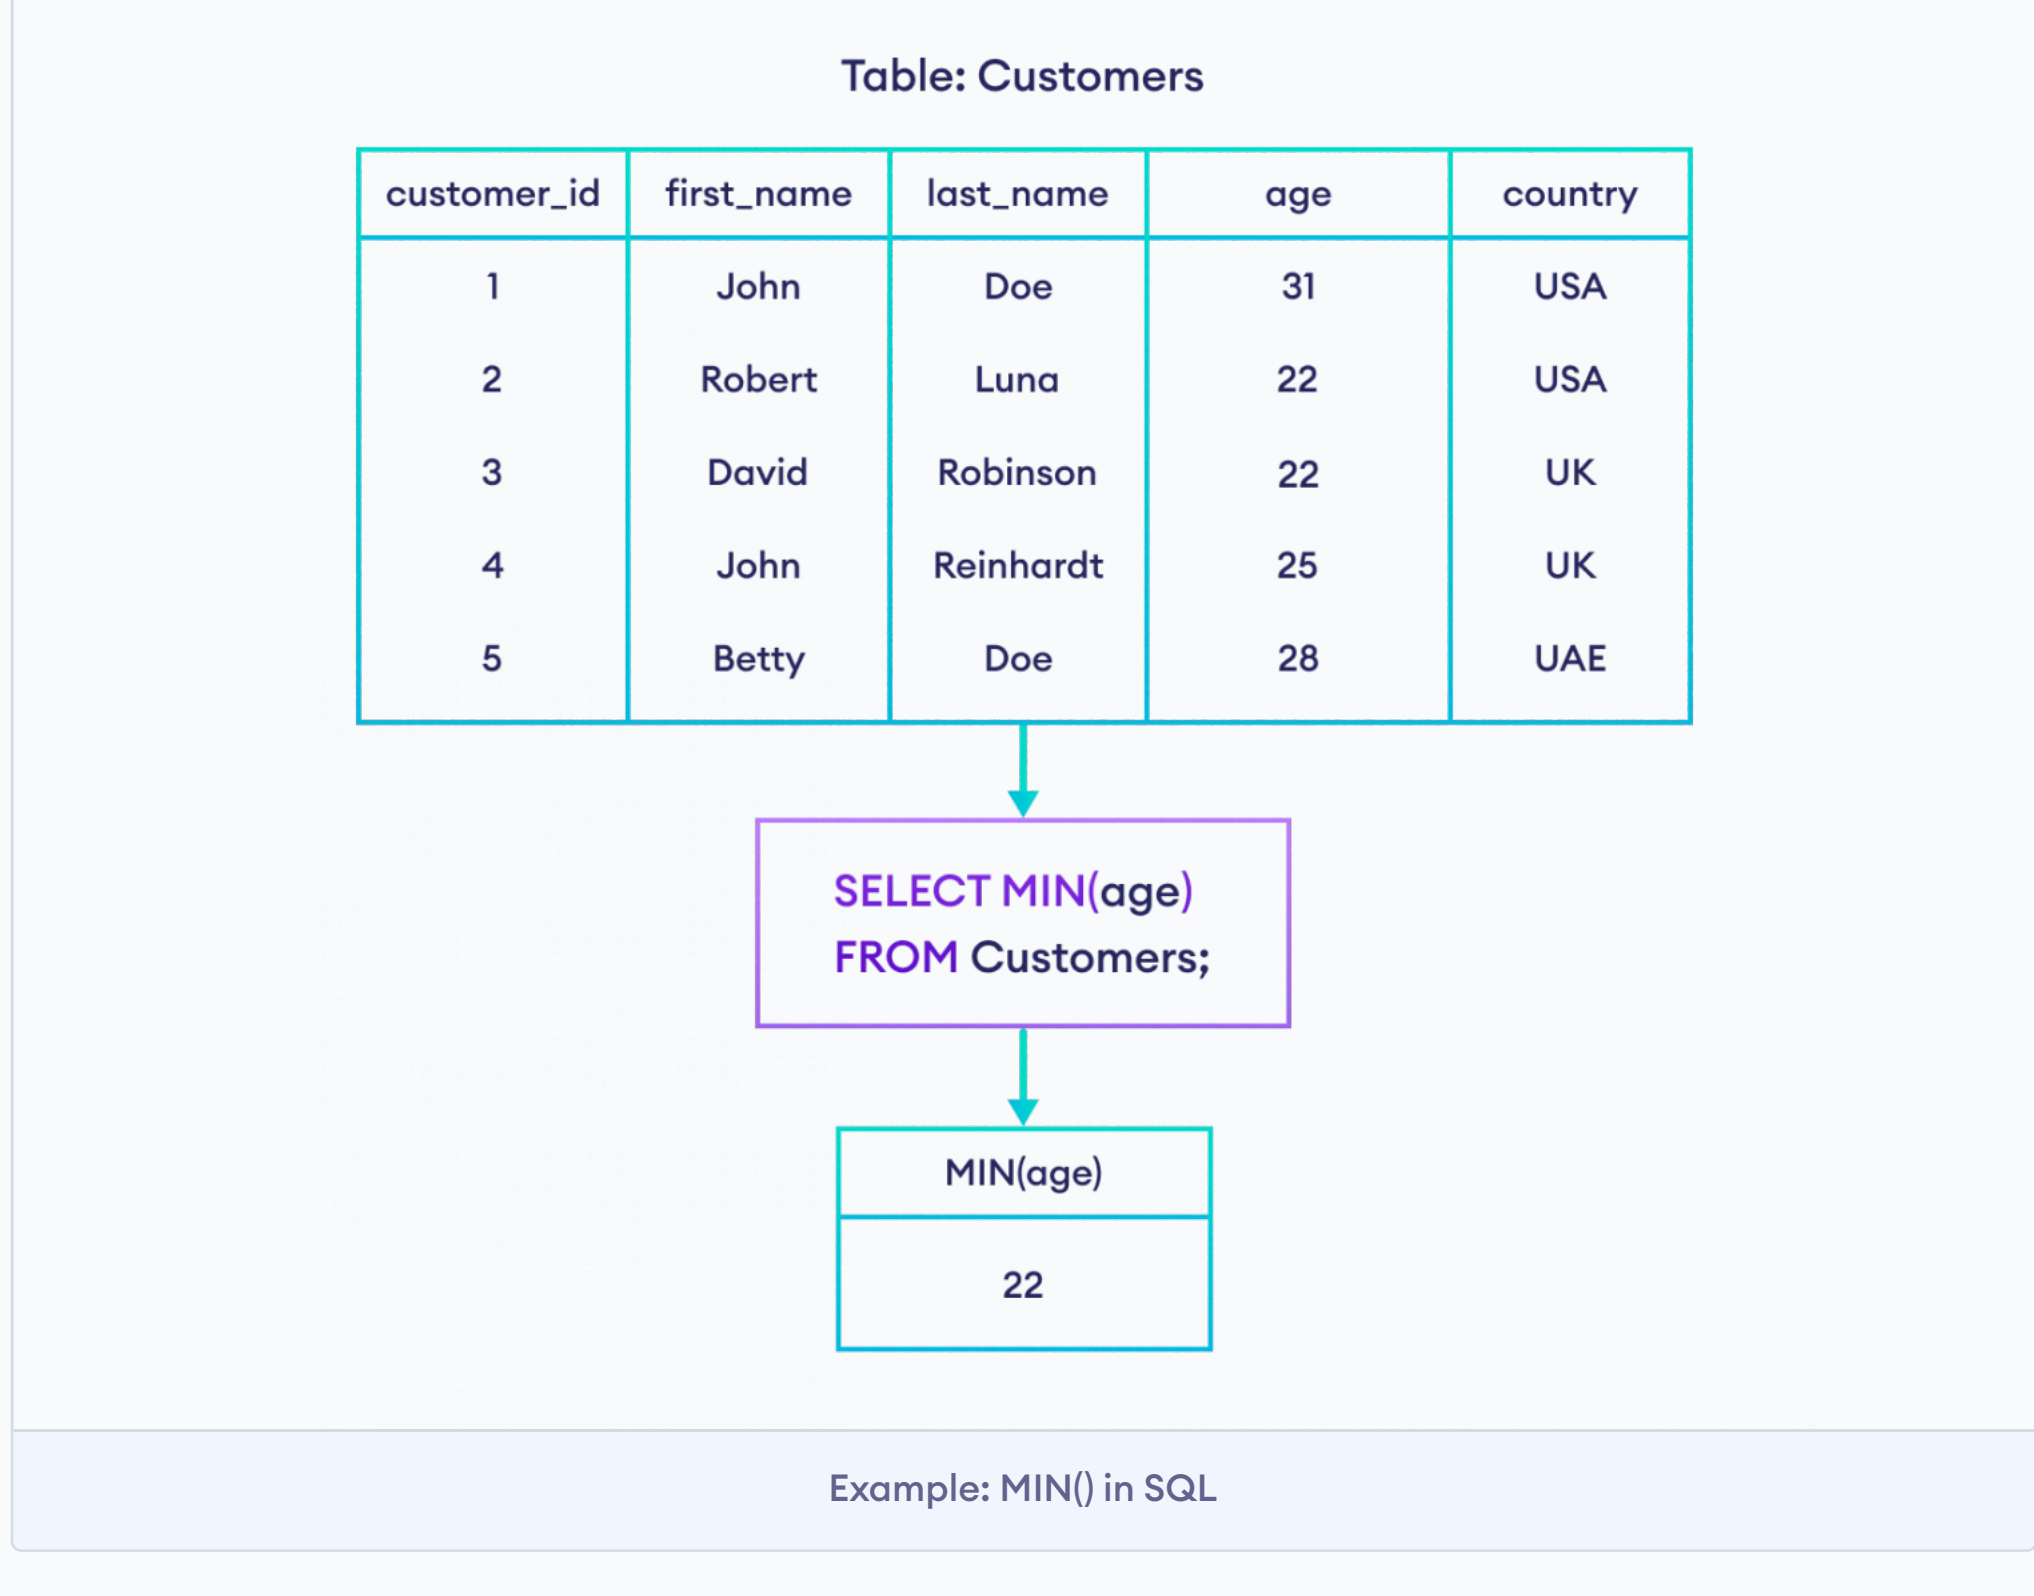 Table: Customers
customer_id first_name last_name age country
1 John Doe 31 USA
2 Robert Luna 22 USA
3 David Robinson 22 UK
4 John Reinhardt 25 UK
5 Betty Doe 28 UAE
SELECT MIN(age)
FROM Customers;
MIN(age)
22
Example: MIN() in SQL